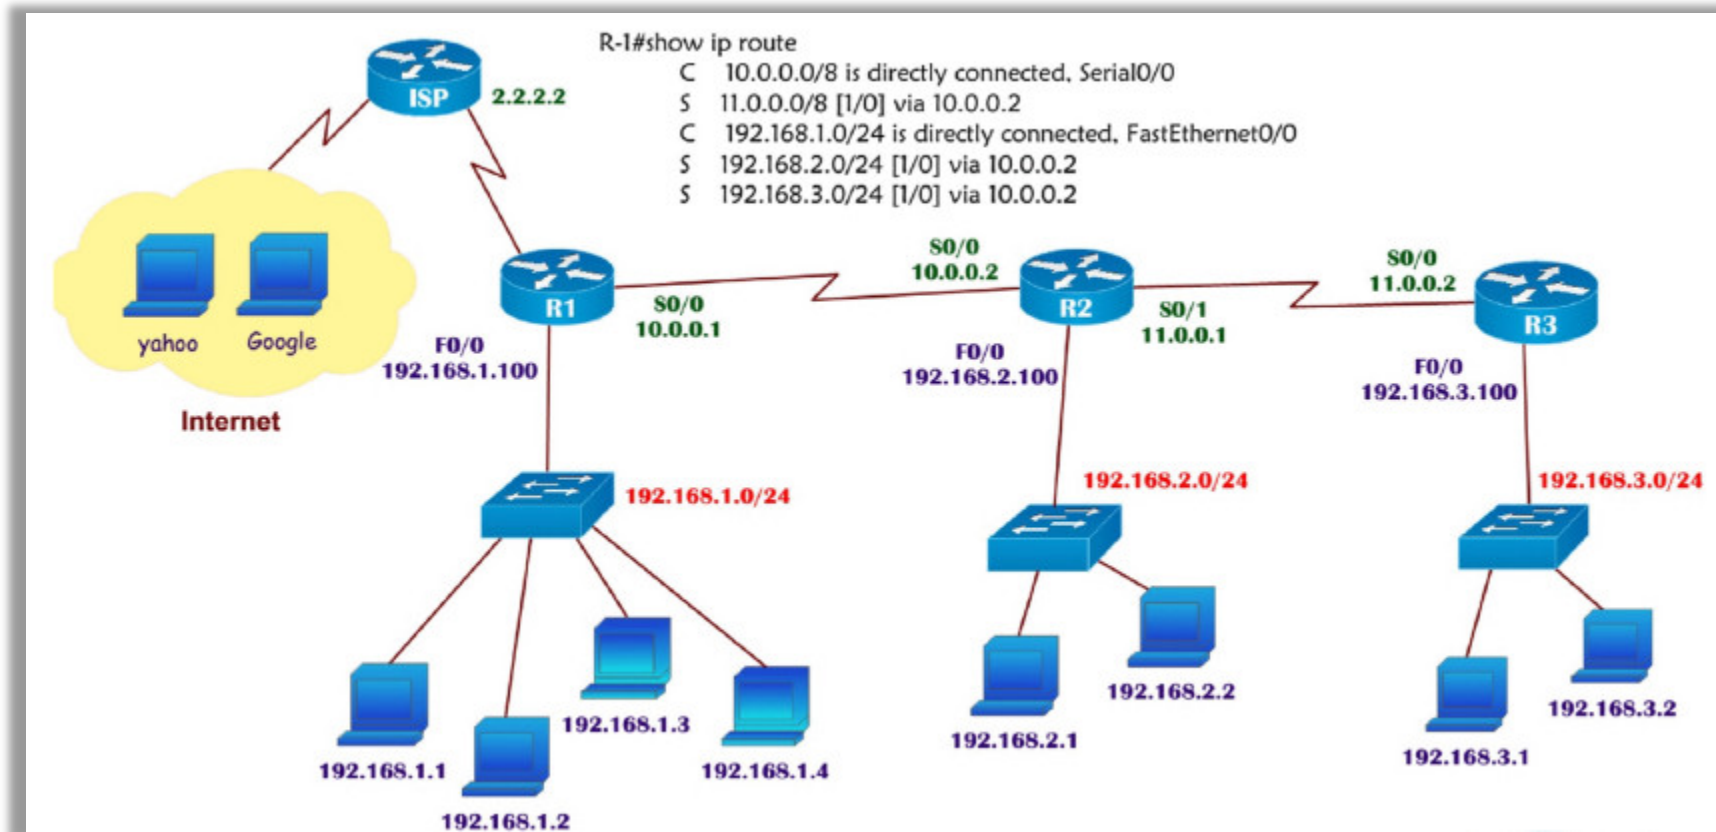 R-1#show ip route
C 10.0.0.0/8 is directly connected, Serial0/0
S 11.0.0.0/8 [1/0] via 10.0.0.2
C 192.168.1.0/24 is directly connected, FastEthernet0/0
S 192.168.2.0/24 [1/0] via 10.0.0.2
S 192.168.3.0/24 [1/0] via 10.0.0.2
ISP
2.2.2.2
yahoo
Google
Internet
R1
S0/0
10.0.0.1
F0/0
192.168.1.100
S0/0
10.0.0.2
R2
S0/1
11.0.0.1
F0/0
192.168.2.100
S0/0
11.0.0.2
R3
F0/0
192.168.3.100
192.168.1.0/24
192.168.2.0/24
192.168.3.0/24
192.168.1.1
192.168.1.2
192.168.1.3
192.168.1.4
192.168.2.1
192.168.2.2
192.168.3.1
192.168.3.2